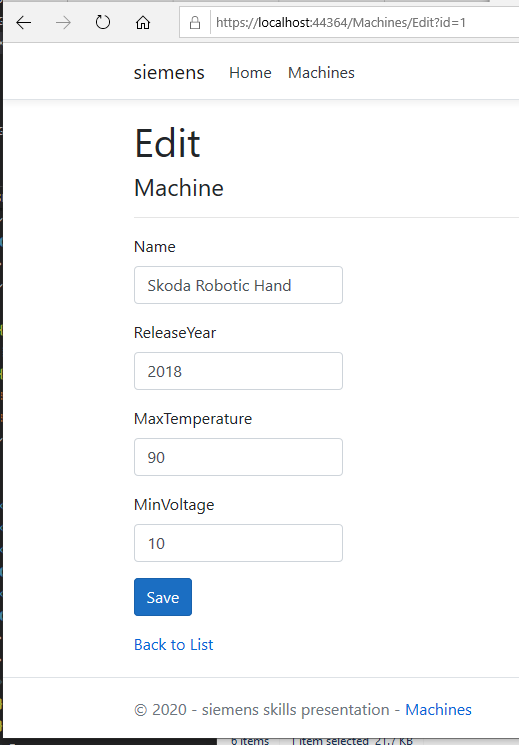 https://localhost:44364/Machines/Edit?id=1
siemens Home Machines
Edit
Machine
Name
Skoda Robotic Hand
ReleaseYear
2018
MaxTemperature
90
MinVoltage
10
Save
Back to List
© 2020 - siemens skills presentation - Machines
6 items 1 item selected 21.7 KB